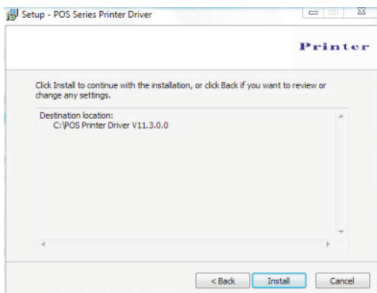 Setup - POS Series Printer Driver
Printer
Click Install to continue with the installation, or click Back if you want to review or
change any settings.
Destination location:
C:\POS Printer Driver V11.3.0.0
< Back
Install
Cancel